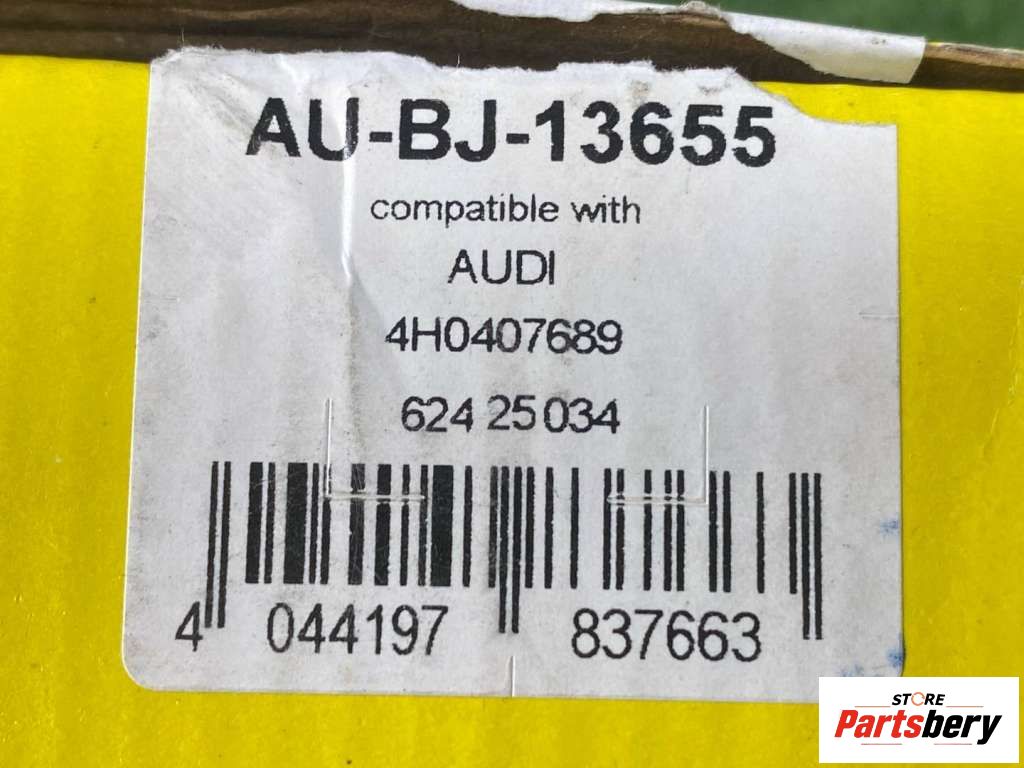 AU-BJ-13655
compatible with
AUDI
4H0407689
624 25 034
4 044197 837663
STORE
Partsbery